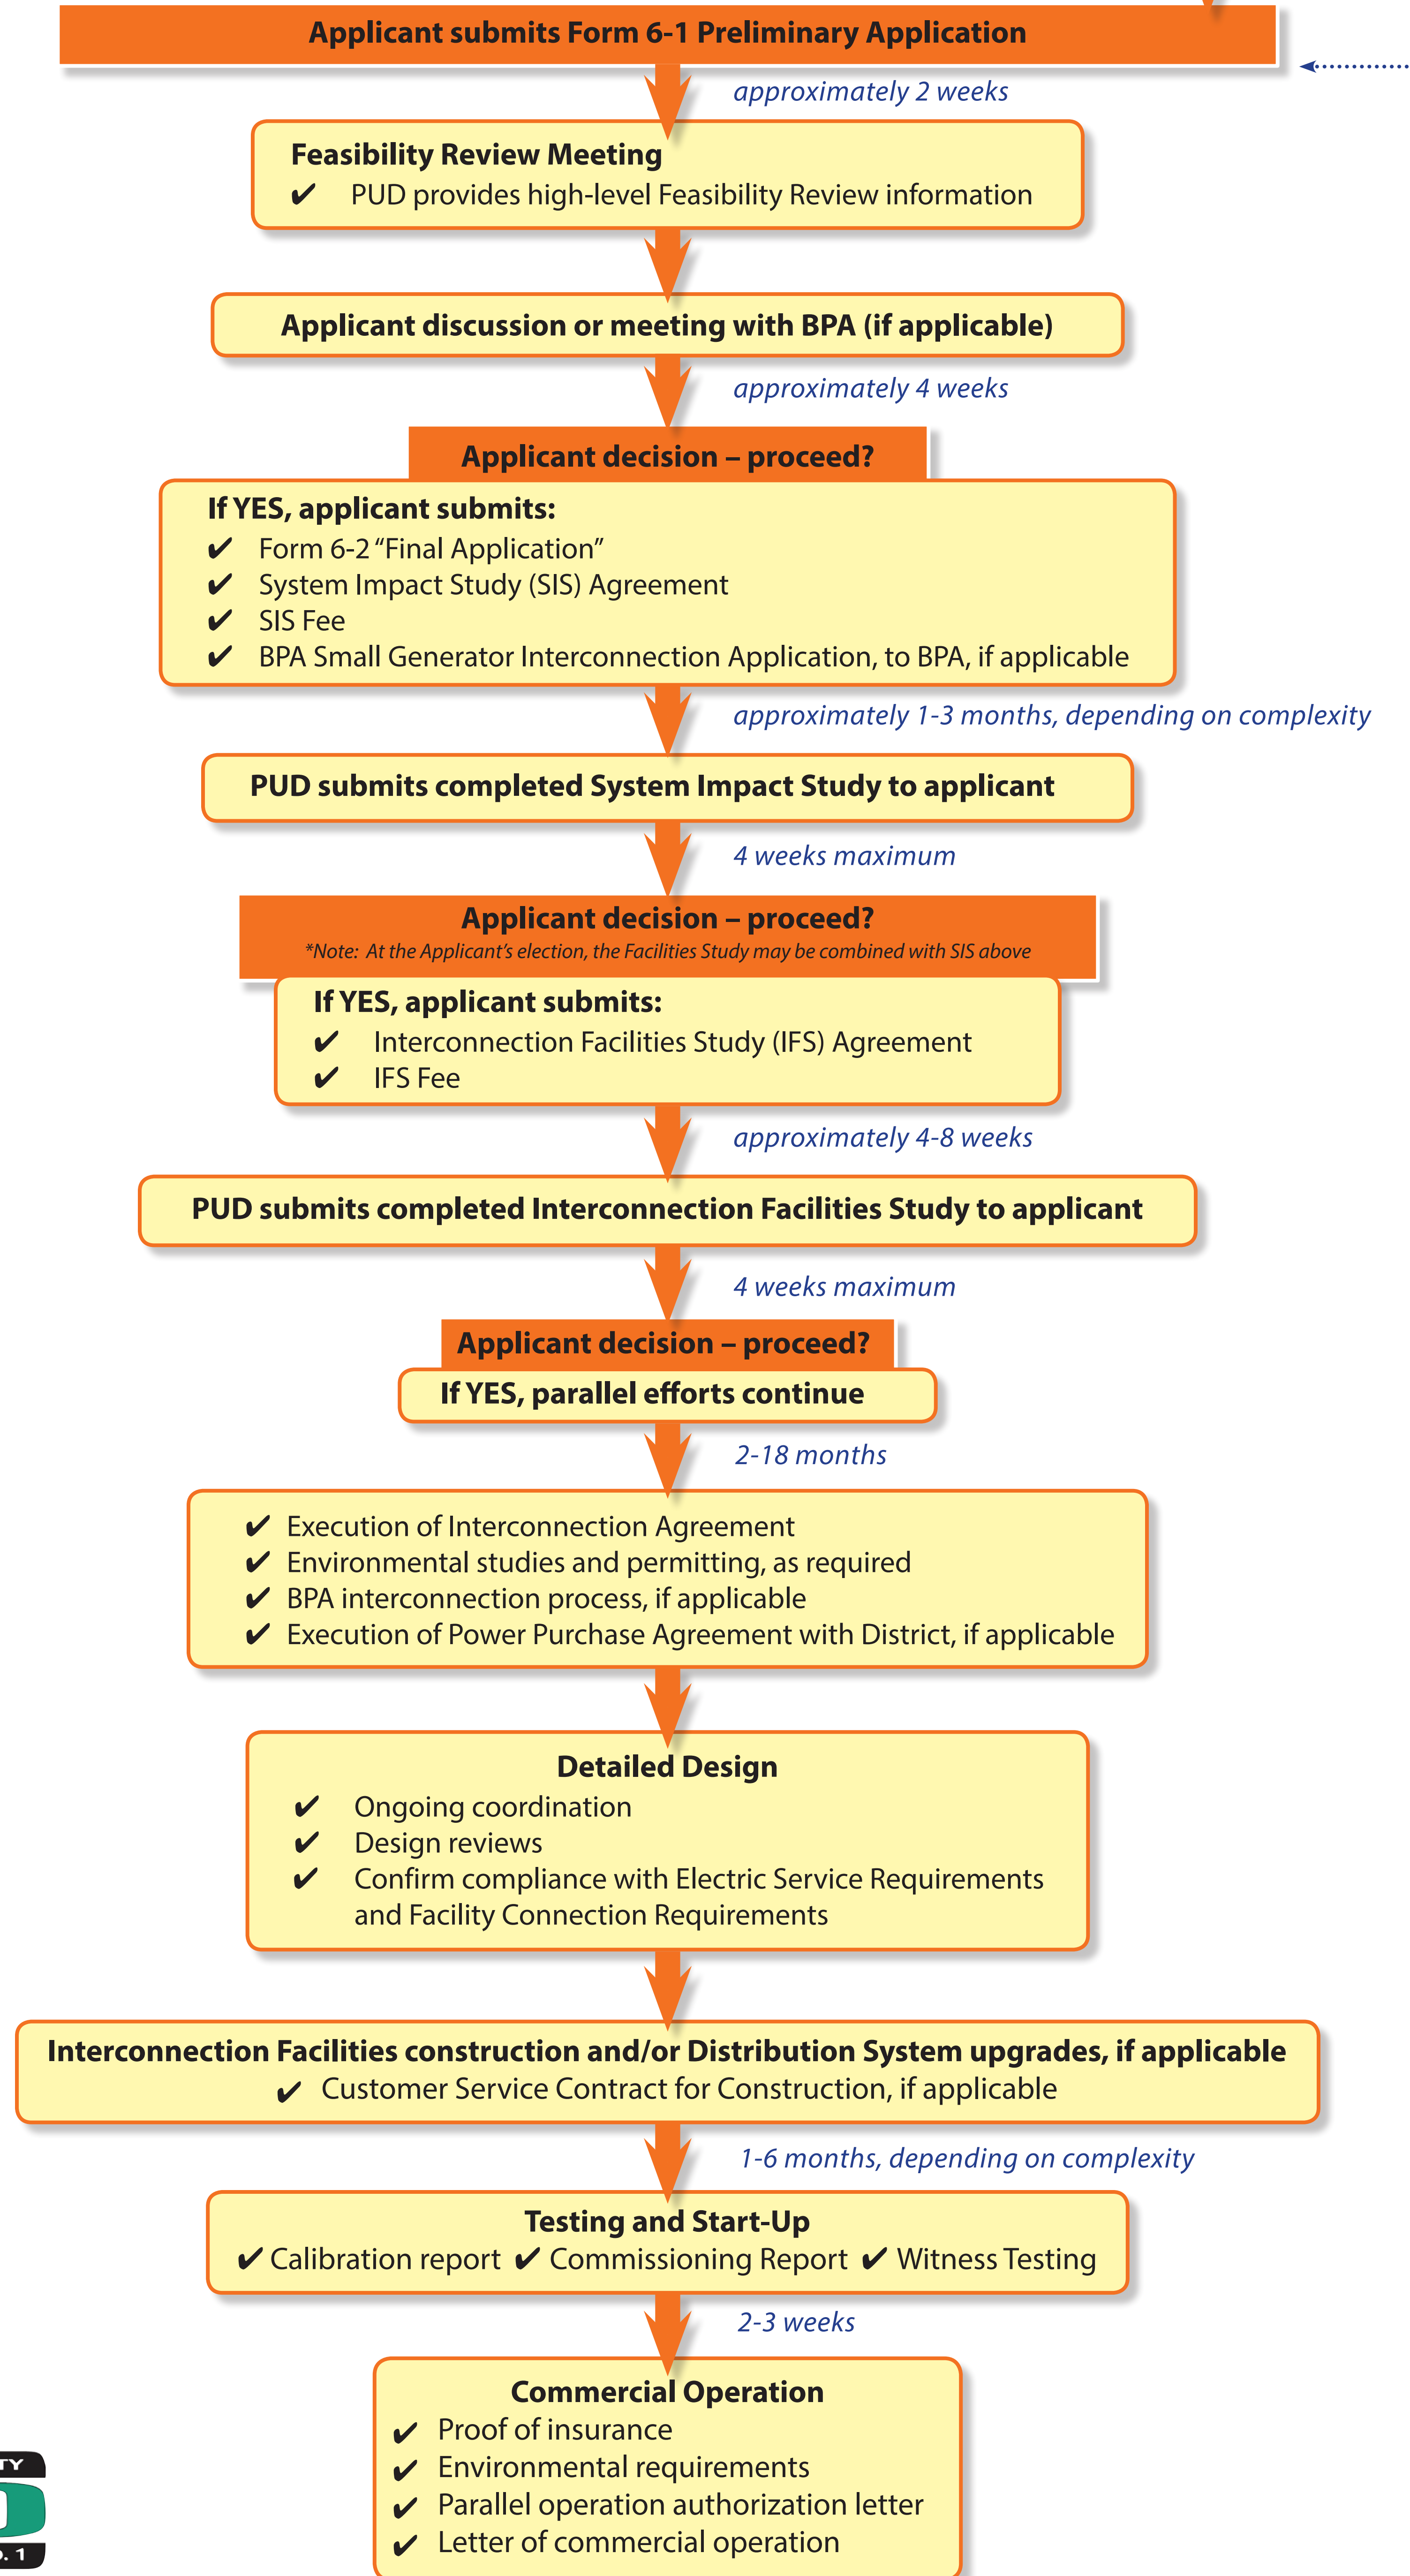 Applicant submits Form 6-1 Preliminary Application
approximately 2 weeks
Feasibility Review Meeting
✔ PUD provides high-level Feasibility Review information
Applicant discussion or meeting with BPA (if applicable)
approximately 4 weeks
Applicant decision – proceed?
If YES, applicant submits:
✔ Form 6-2 “Final Application”
✔ System Impact Study (SIS) Agreement
✔ SIS Fee
✔ BPA Small Generator Interconnection Application, to BPA, if applicable
approximately 1-3 months, depending on complexity
PUD submits completed System Impact Study to applicant
4 weeks maximum
Applicant decision – proceed?
*Note: At the Applicant’s election, the Facilities Study may be combined with SIS above
If YES, applicant submits:
✔ Interconnection Facilities Study (IFS) Agreement
✔ IFS Fee
approximately 4-8 weeks
PUD submits completed Interconnection Facilities Study to applicant
4 weeks maximum
Applicant decision – proceed?
If YES, parallel efforts continue
2-18 months
✔ Execution of Interconnection Agreement
✔ Environmental studies and permitting, as required
✔ BPA interconnection process, if applicable
✔ Execution of Power Purchase Agreement with District, if applicable
Detailed Design
✔ Ongoing coordination
✔ Design reviews
✔ Confirm compliance with Electric Service Requirements
and Facility Connection Requirements
Interconnection Facilities construction and/or Distribution System upgrades, if applicable
✔ Customer Service Contract for Construction, if applicable
1-6 months, depending on complexity
Testing and Start-Up
✔ Calibration report ✔ Commissioning Report ✔ Witness Testing
2-3 weeks
Commercial Operation
✔ Proof of insurance
✔ Environmental requirements
✔ Parallel operation authorization letter
✔ Letter of commercial operation
TY
. 1